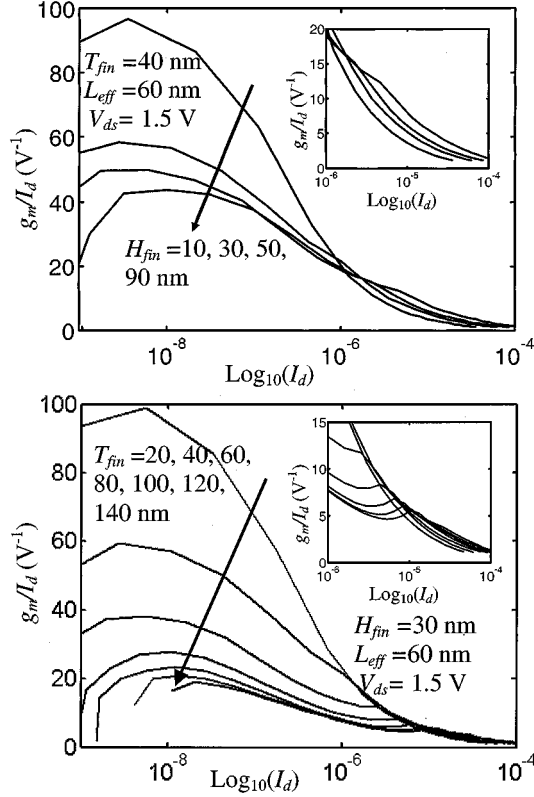 100
80
60
40
20
0
g_m/I_d (V⁻¹)
T_fin = 40 nm
L_eff = 60 nm
V_ds = 1.5 V
H_fin =10, 30, 50,
90 nm
10⁻⁸
10⁻⁶
10⁻⁴
Log₁₀(I_d)
20
15
10
5
0
g_m/I_d (V⁻¹)
10⁻⁶
10⁻⁵
10⁻⁴
Log₁₀(I_d)
100
80
60
40
20
0
g_m/I_d (V⁻¹)
T_fin =20, 40, 60,
80, 100, 120,
140 nm
H_fin =30 nm
L_eff =60 nm
V_ds= 1.5 V
10⁻⁸
10⁻⁶
10⁻⁴
Log₁₀(I_d)
15
10
5
0
g_m/I_d (V⁻¹)
10⁻⁶
10⁻⁵
10⁻⁴
Log₁₀(I_d)